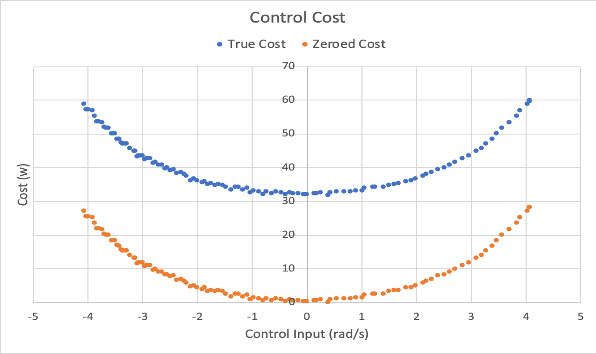 Control Cost
True Cost Zeroed Cost
70
60
50
40
30
20
10
0
-5 -4 -3 -2 -1 0 1 2 3 4 5
Cost (w)
Control Input (rad/s)